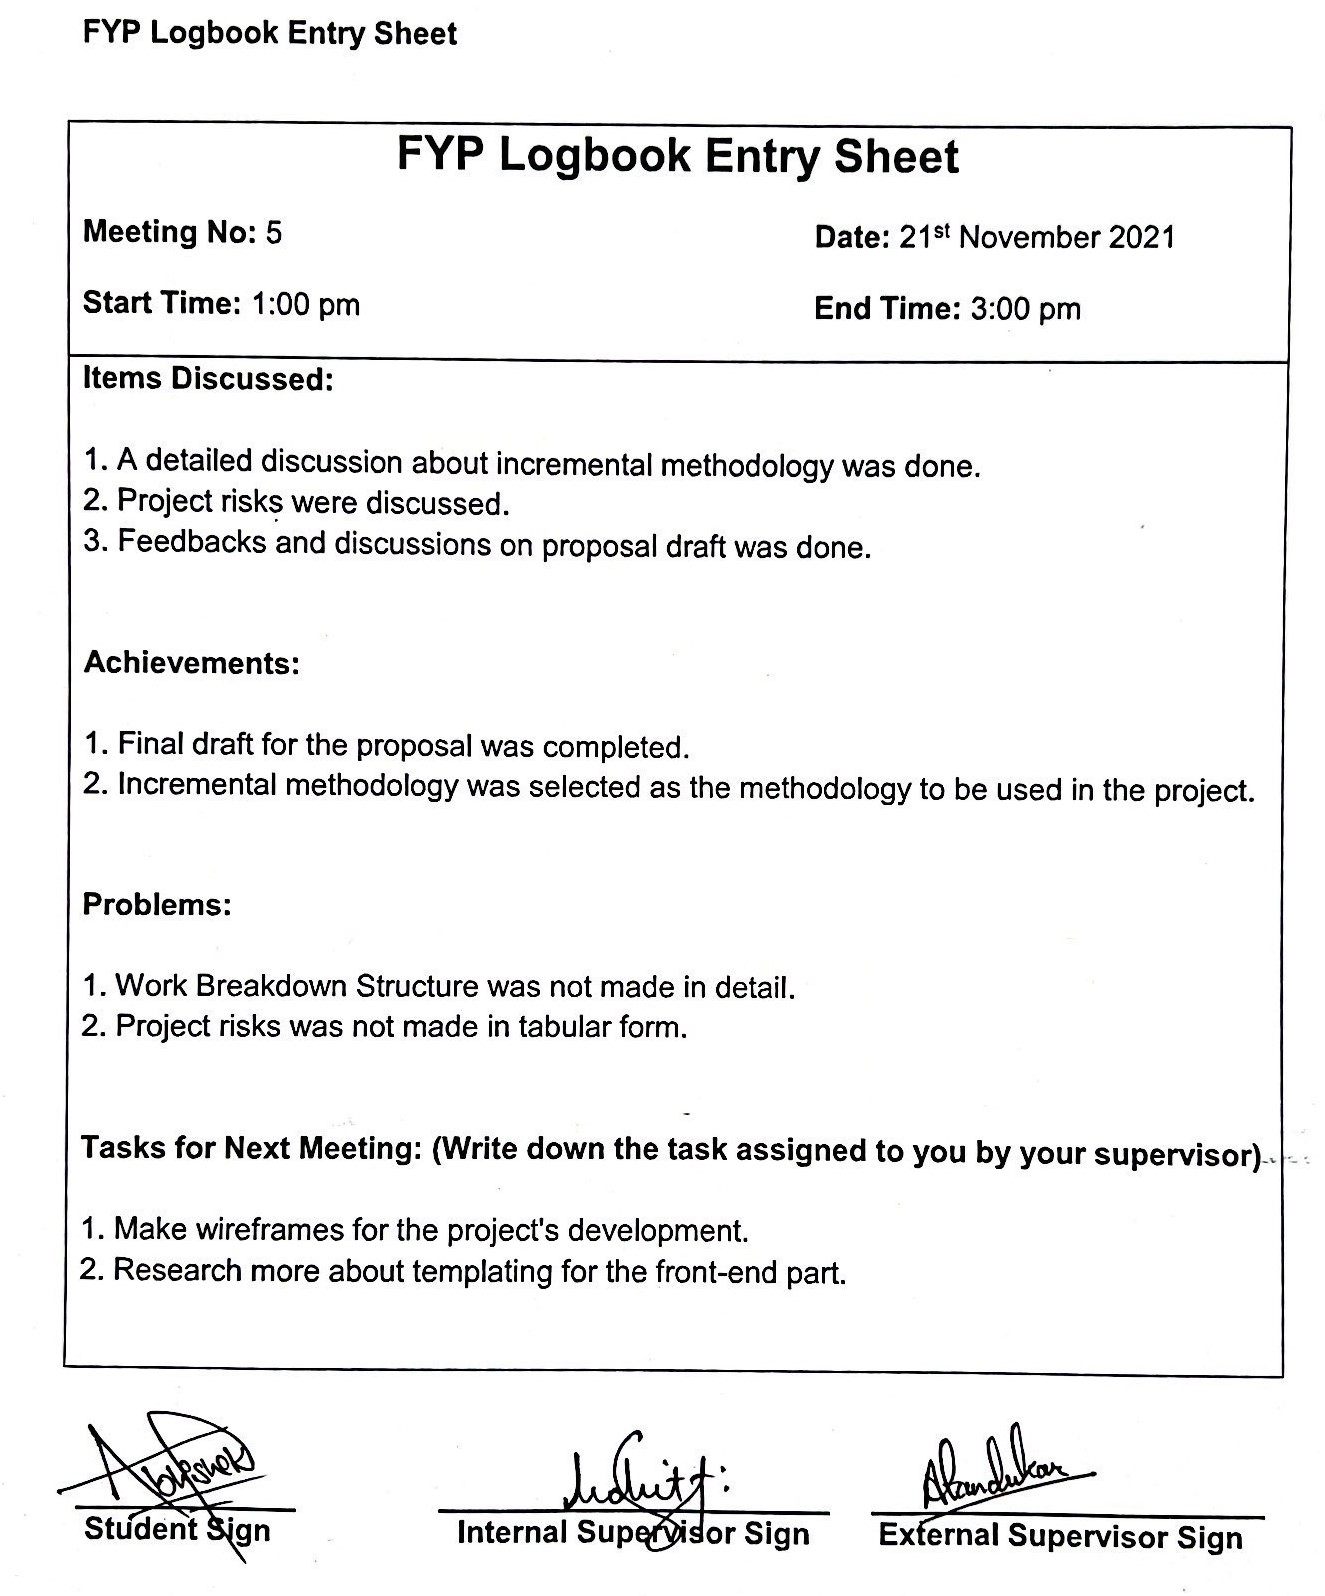 FYP Logbook Entry Sheet
FYP Logbook Entry Sheet
Meeting No: 5 Date: 21st November 2021
Start Time: 1:00 pm End Time: 3:00 pm
Items Discussed:
1. A detailed discussion about incremental methodology was done.
2. Project risks were discussed.
3. Feedbacks and discussions on proposal draft was done.
Achievements:
1. Final draft for the proposal was completed.
2. Incremental methodology was selected as the methodology to be used in the project.
Problems:
1. Work Breakdown Structure was not made in detail.
2. Project risks was not made in tabular form.
Tasks for Next Meeting: (Write down the task assigned to you by your supervisor)
1. Make wireframes for the project's development.
2. Research more about templating for the front-end part.
Abhishek
Student Sign Internal Supervisor Sign External Supervisor Sign